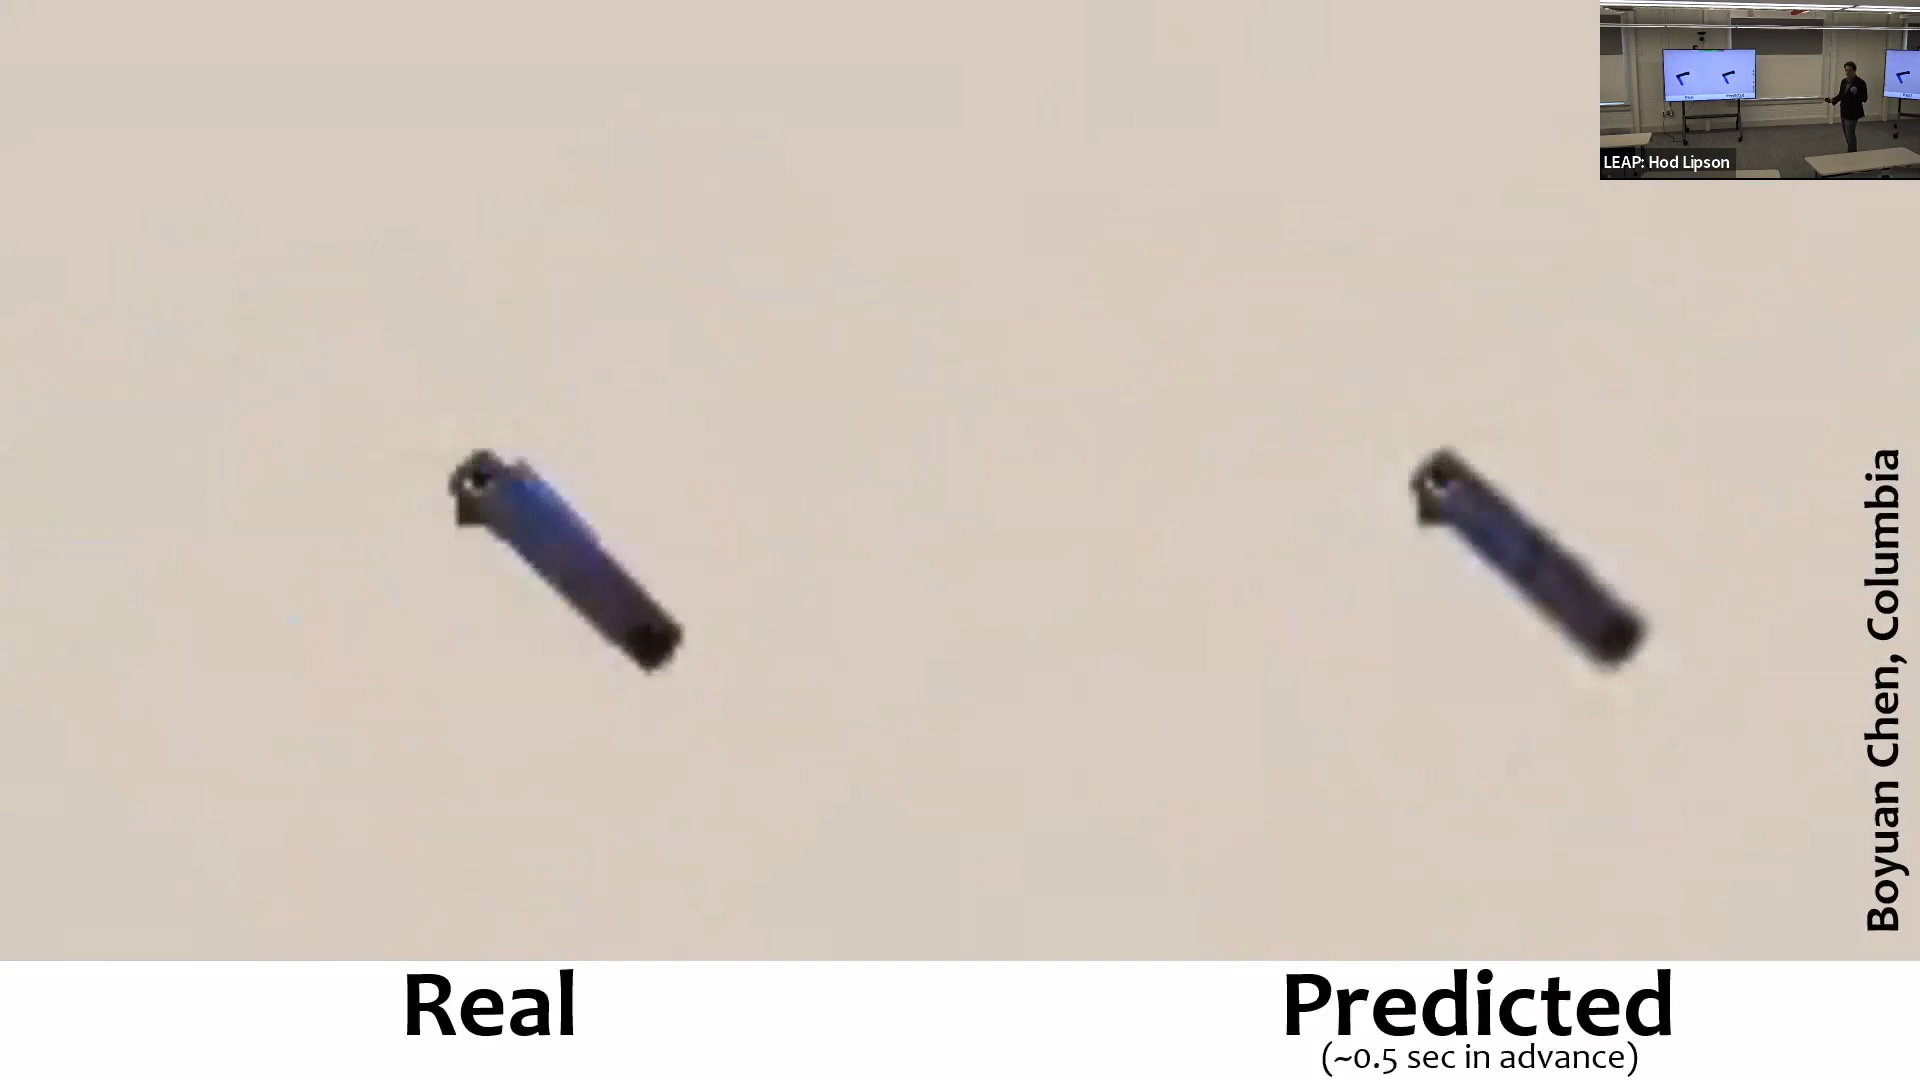 LEAP: Hod Lipson
Boyuan Chen, Columbia
Real
Predicted
(~0.5 sec in advance)